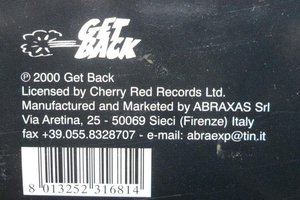 GET
BACK
℗ 2000 Get Back
Licensed by Cherry Red Records Ltd.
Manufactured and Marketed by ABRAXAS Srl
Via Aretina, 25 - 50069 Sieci (Firenze) Italy
fax +39.055.8328707 - e-mail: abraexp@tin.it
8 013252 316814